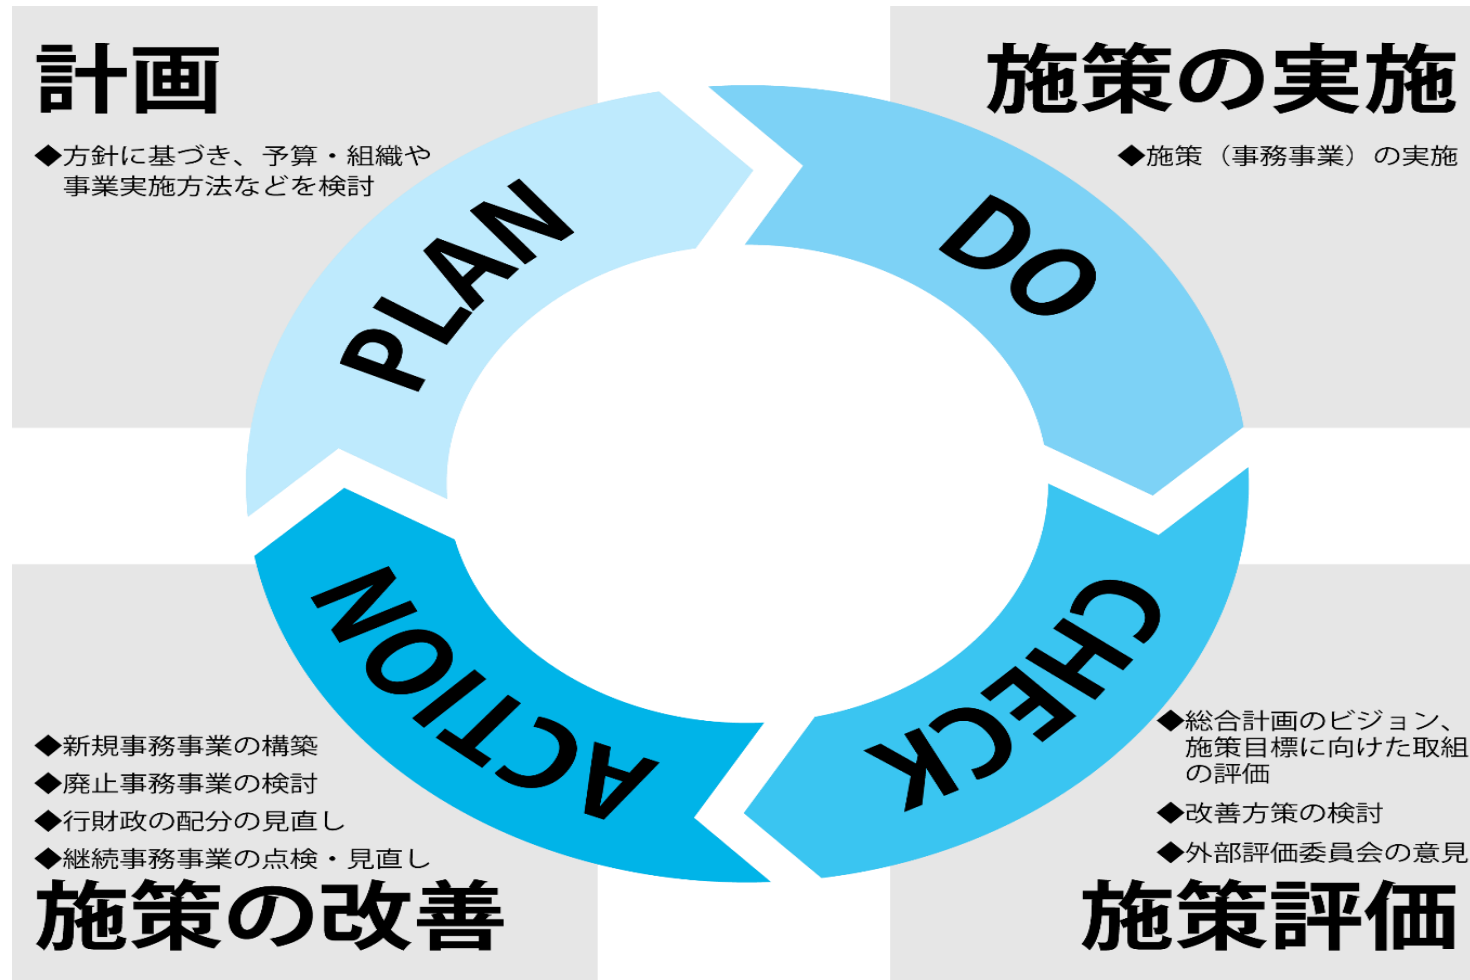 計画
◆方針に基づき、予算・組織や
事業実施方法などを検討
PLAN
施策の実施
◆施策（事務事業）の実施
DO
CHECK
◆総合計画のビジョン、
施策目標に向けた取組
の評価
◆改善方策の検討
◆外部評価委員会の意見
施策評価
ACTION
◆新規事務事業の構築
◆廃止事務事業の検討
◆行財政の配分の見直し
◆継続事務事業の点検・見直し
施策の改善